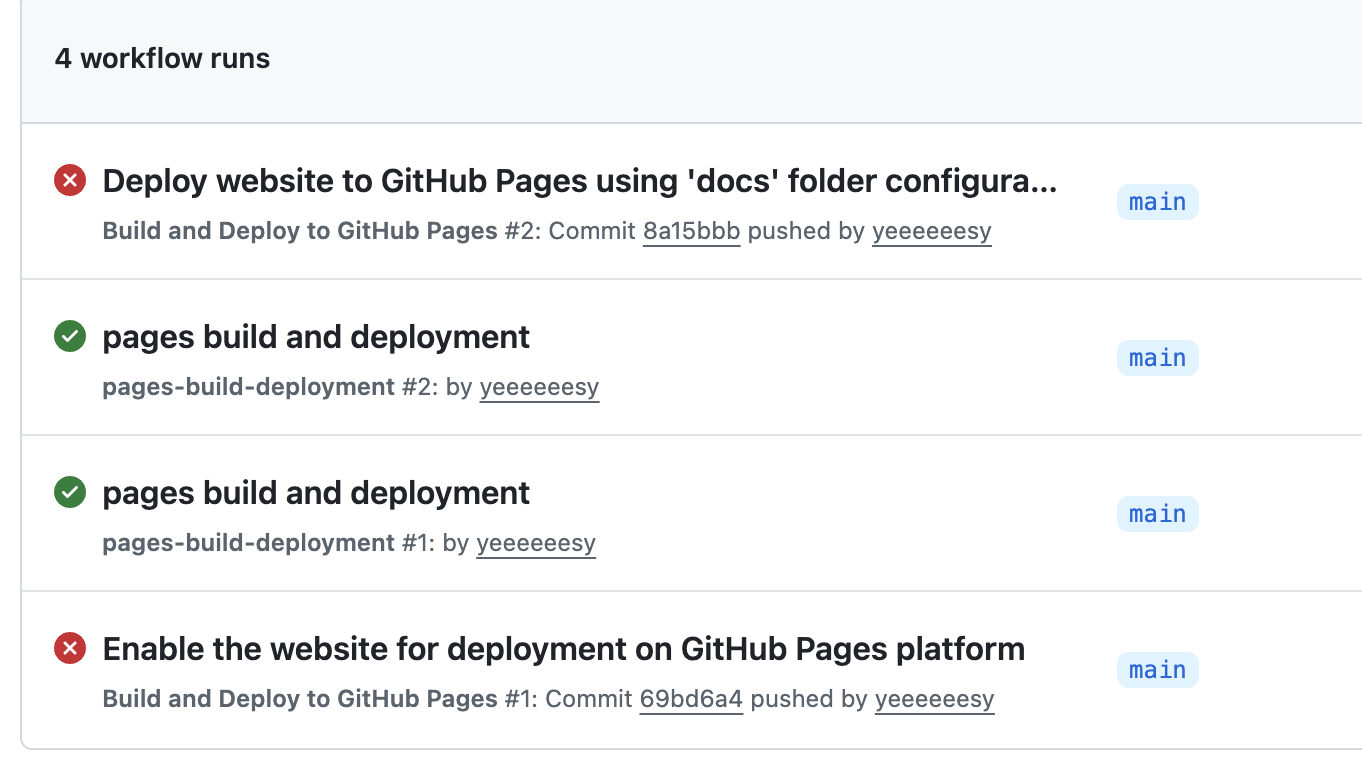 4 workflow runs
Deploy website to GitHub Pages using 'docs' folder configura...
main
Build and Deploy to GitHub Pages #2: Commit 8a15bbb pushed by yeeeeeesy
pages build and deployment
main
pages-build-deployment #2: by yeeeeeesy
pages build and deployment
main
pages-build-deployment #1: by yeeeeeesy
Enable the website for deployment on GitHub Pages platform
main
Build and Deploy to GitHub Pages #1: Commit 69bd6a4 pushed by yeeeeeesy